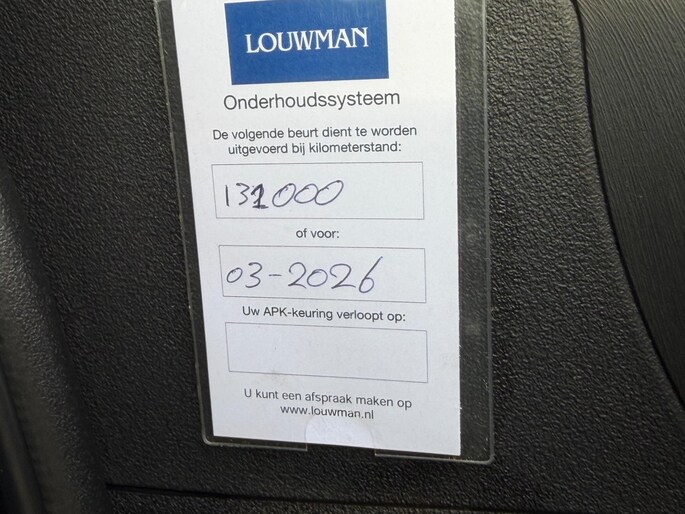 LOUWMAN
Onderhoudssysteem
De volgende beurt dient te worden
uitgevoerd bij kilometerstand:
131000
of voor:
03-2026
Uw APK-keuring verloopt op:
U kunt een afspraak maken op
www.louwman.nl